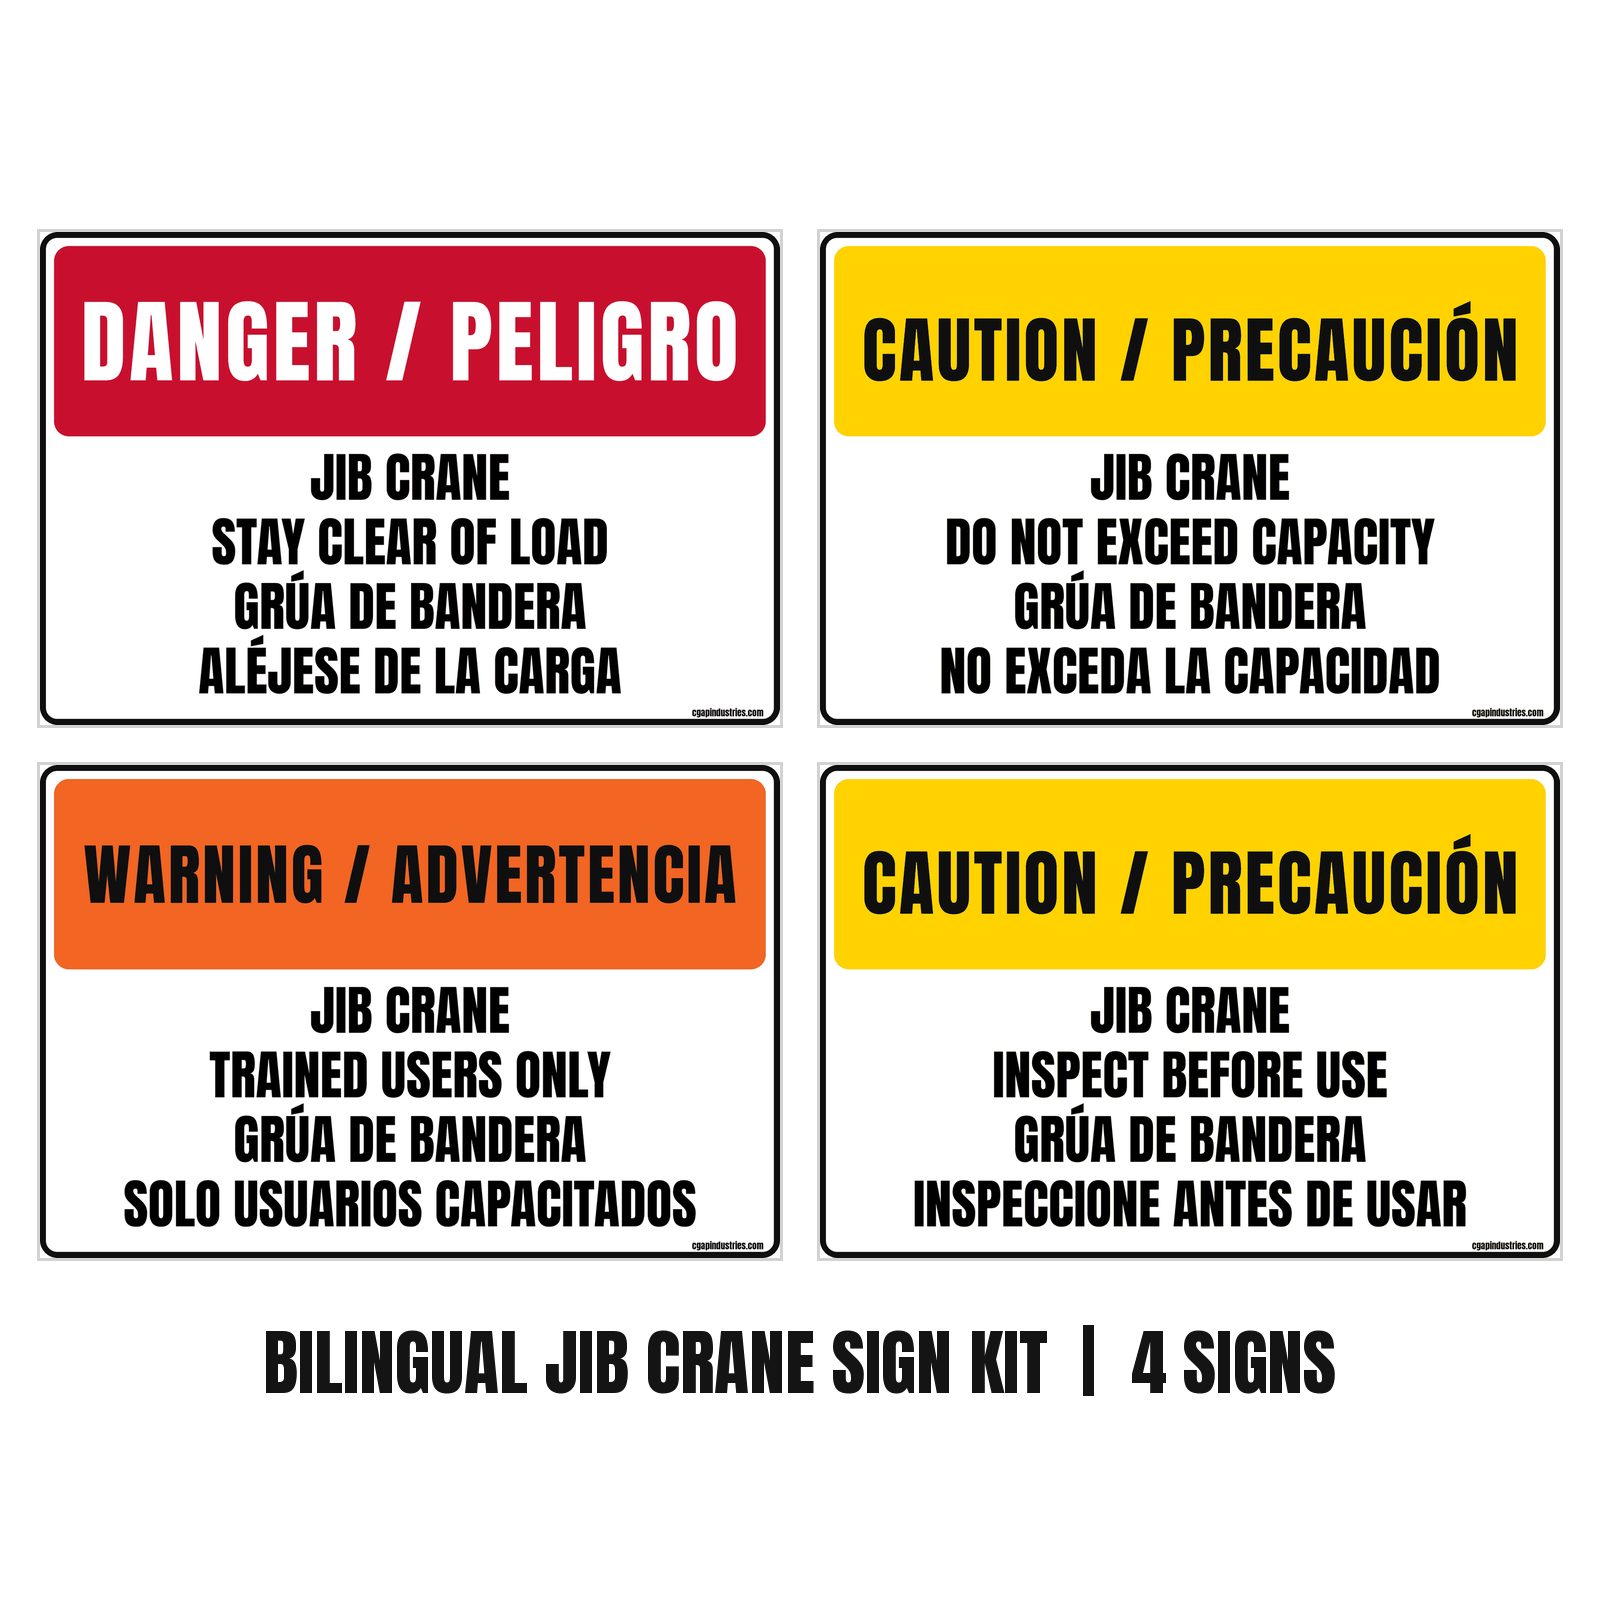 DANGER / PELIGRO
JIB CRANE
STAY CLEAR OF LOAD
GRÚA DE BANDERA
ALÉJESE DE LA CARGA
cgapindustries.com
CAUTION / PRECAUCIÓN
JIB CRANE
DO NOT EXCEED CAPACITY
GRÚA DE BANDERA
NO EXCEDA LA CAPACIDAD
cgapindustries.com
WARNING / ADVERTENCIA
JIB CRANE
TRAINED USERS ONLY
GRÚA DE BANDERA
SOLO USUARIOS CAPACITADOS
cgapindustries.com
CAUTION / PRECAUCIÓN
JIB CRANE
INSPECT BEFORE USE
GRÚA DE BANDERA
INSPECCIONE ANTES DE USAR
cgapindustries.com
BILINGUAL JIB CRANE SIGN KIT | 4 SIGNS